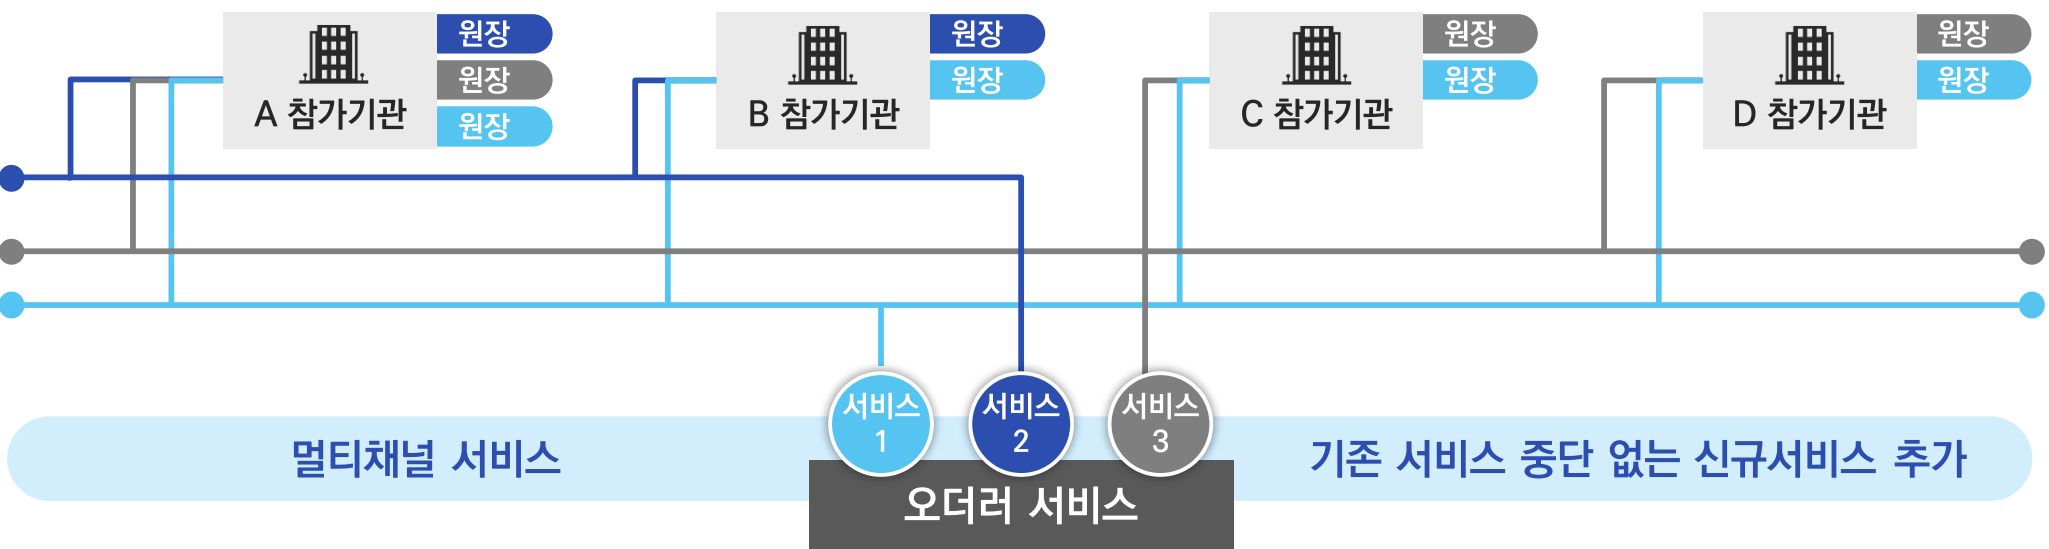 원장
원장
원장
A 참가기관
원장
원장
B 참가기관
원장
원장
C 참가기관
원장
원장
D 참가기관
서비스
1
서비스
2
서비스
3
멀티채널 서비스
기존 서비스 중단 없는 신규서비스 추가
오더러 서비스